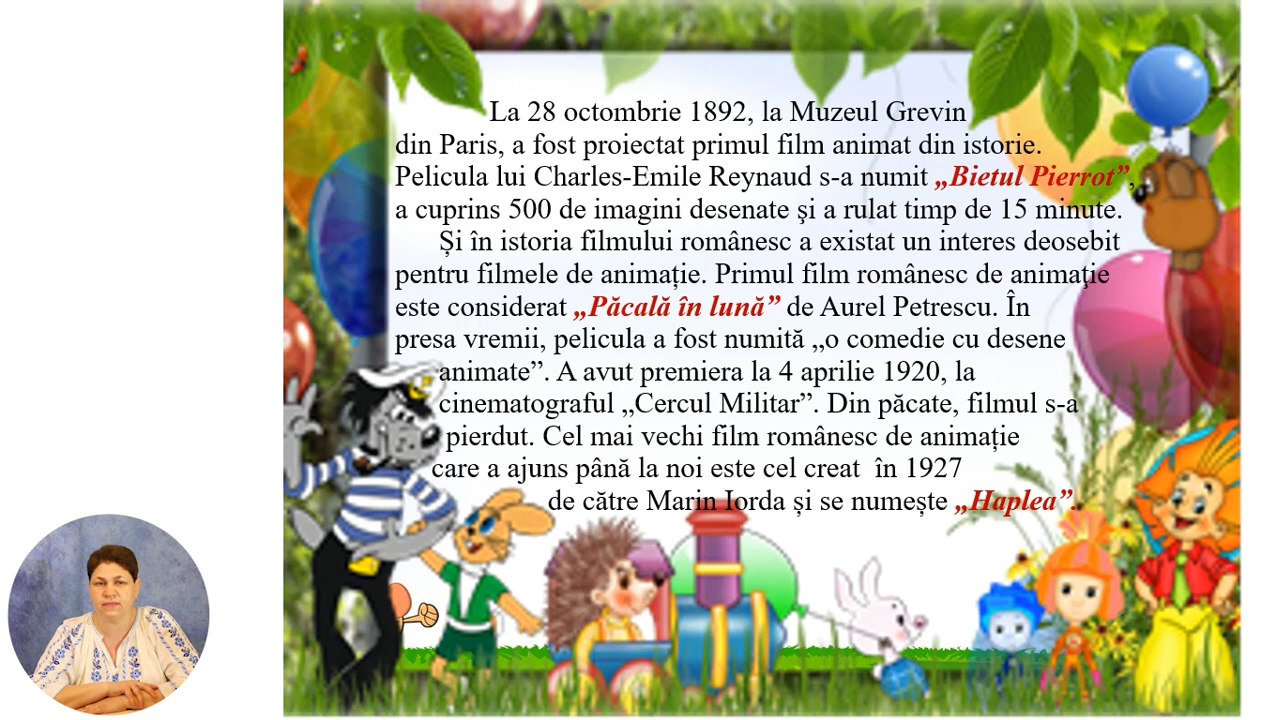 La 28 octombrie 1892, la Muzeul Grevin
din Paris, a fost proiectat primul film animat din istorie.
Pelicula lui Charles-Emile Reynaud s-a numit „Bietul Pierrot”,
a cuprins 500 de imagini desenate şi a rulat timp de 15 minute.
Și în istoria filmului românesc a existat un interes deosebit
pentru filmele de animație. Primul film românesc de animaţie
este considerat „Păcală în lună” de Aurel Petrescu. În
presa vremii, pelicula a fost numită „o comedie cu desene
animate”. A avut premiera la 4 aprilie 1920, la
cinematograful „Cercul Militar”. Din păcate, filmul s-a
pierdut. Cel mai vechi film românesc de animație
care a ajuns până la noi este cel creat în 1927
de către Marin Iorda și se numește „Haplea”.